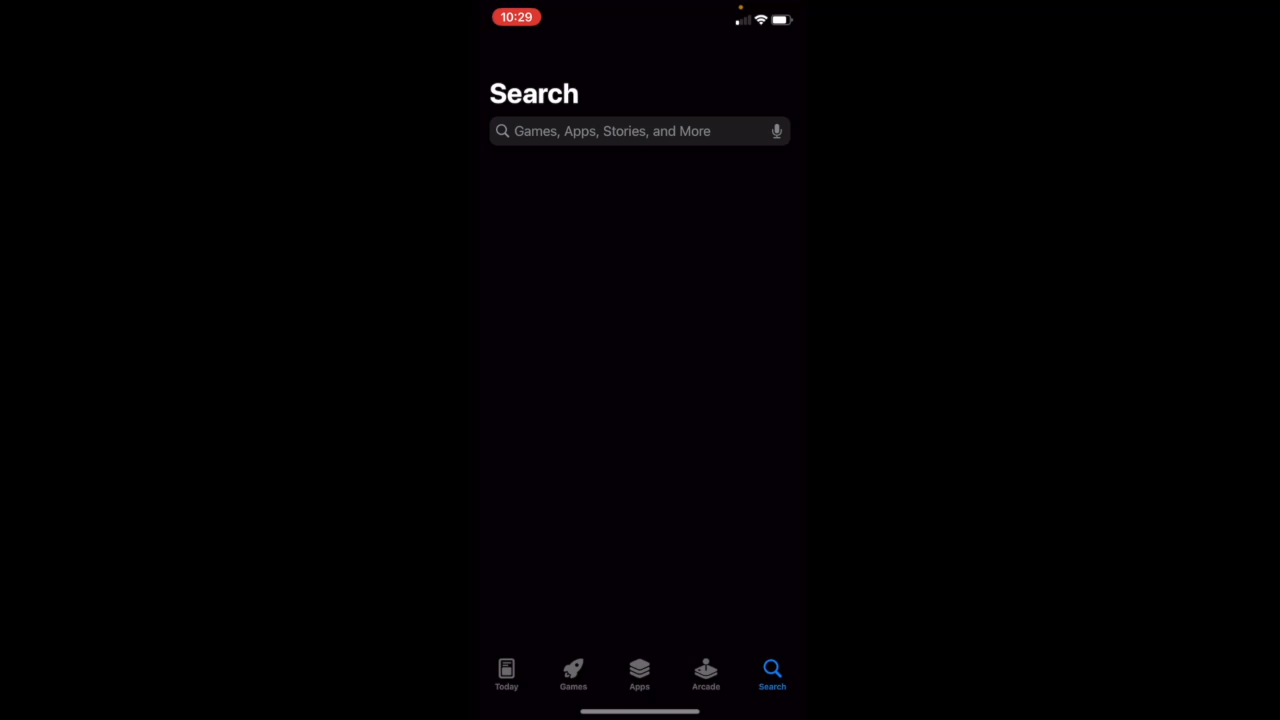 10:29
Search
Games, Apps, Stories, and More
Today
Games
Apps
Arcade
Search